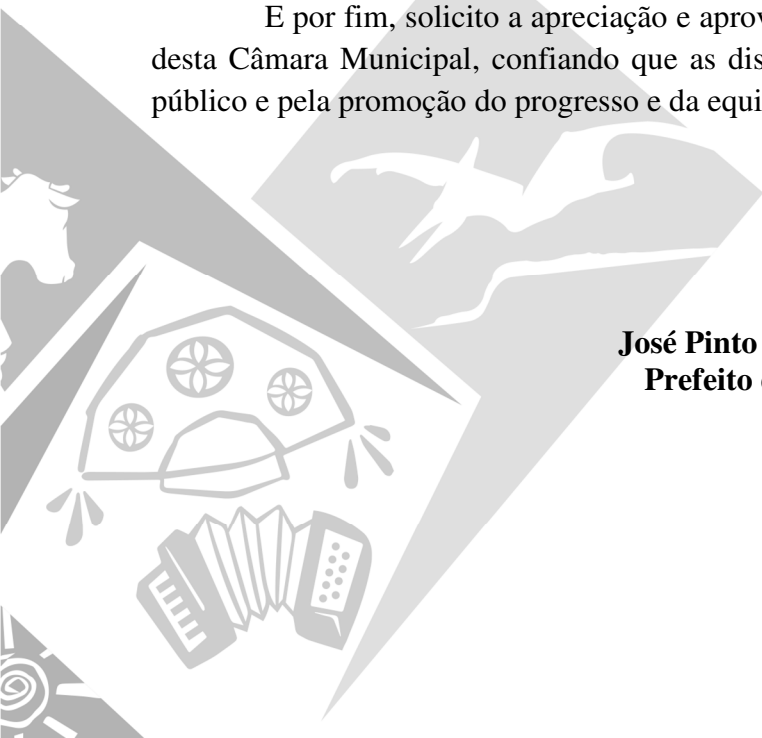 E por fim, solicito a apreciação e aprov
desta Câmara Municipal, confiando que as dis
público e pela promoção do progresso e da equi
José Pinto
Prefeito